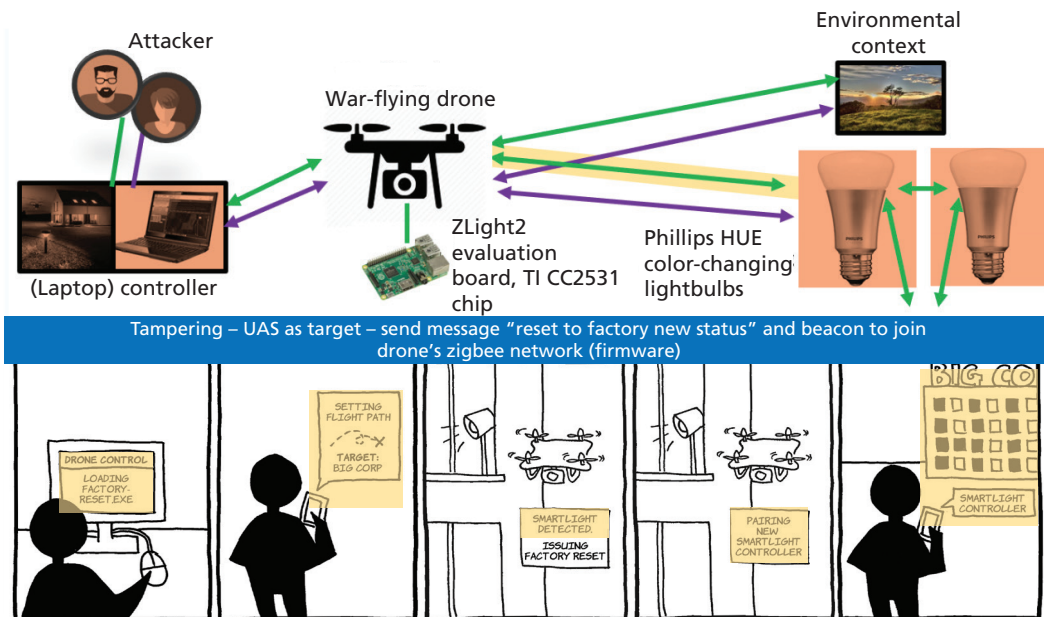 Attacker
Environmental
context
War-flying drone
ZLight2
evaluation
board, TI CC2531
chip
Phillips HUE
color-changing
lightbulbs
PHILIPS
PHILIPS
(Laptop) controller
Tampering – UAS as target – send message “reset to factory new status” and beacon to join
drone’s zigbee network (firmware)
DRONE CONTROL
LOADING
FACTORY-
RESET.EXE
SETTING
FLIGHT PATH
TARGET:
BIG CORP
SMARTLIGHT
DETECTED.
ISSUING
FACTORY RESET
PAIRING
NEW
SMARTLIGHT
CONTROLLER
BIG CO
SMARTLIGHT
CONTROLLER